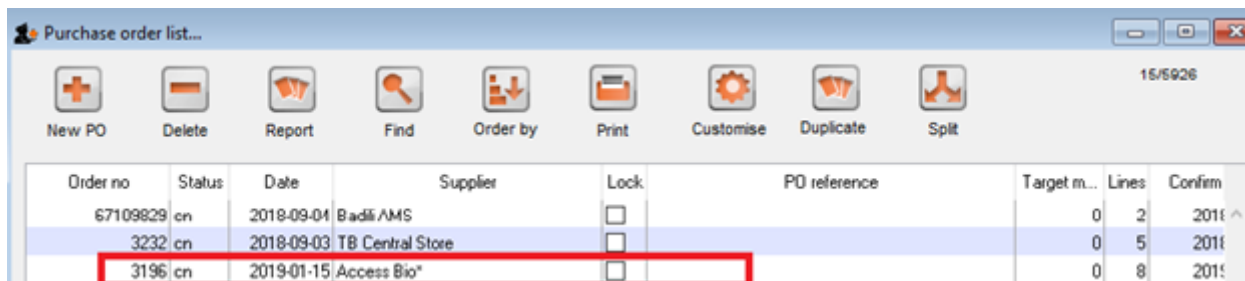 Purchase order list...
15/5926
New PO Delete Report Find Order by Print Customise Duplicate Split
Order no Status Date Supplier Lock PO reference Target m... Lines Confirm
67109829 cn 2018-09-04 Badili AMS 0 2 2018
3232 cn 2018-09-03 TB Central Store 0 5 2018
3196 cn 2019-01-15 Access Bio* 0 8 2019